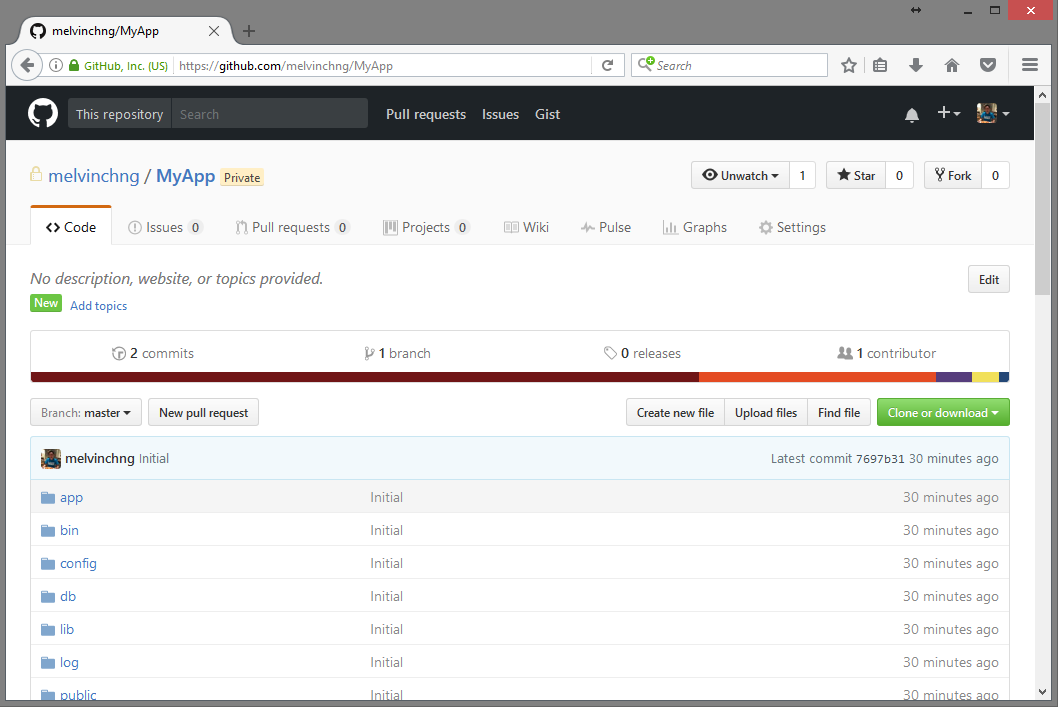 melvinchng/MyApp
GitHub, Inc. (US) https://github.com/melvinchng/MyApp Search
This repository Search Pull requests Issues Gist
melvinchng / MyApp Private Unwatch 1 Star 0 Fork 0
Code Issues 0 Pull requests 0 Projects 0 Wiki Pulse Graphs Settings
No description, website, or topics provided. Edit
New Add topics
2 commits 1 branch 0 releases 1 contributor
Branch: master New pull request Create new file Upload files Find file Clone or download
melvinchng Initial Latest commit 7697b31 30 minutes ago
app Initial 30 minutes ago
bin Initial 30 minutes ago
config Initial 30 minutes ago
db Initial 30 minutes ago
lib Initial 30 minutes ago
log Initial 30 minutes ago
public Initial 30 minutes ago